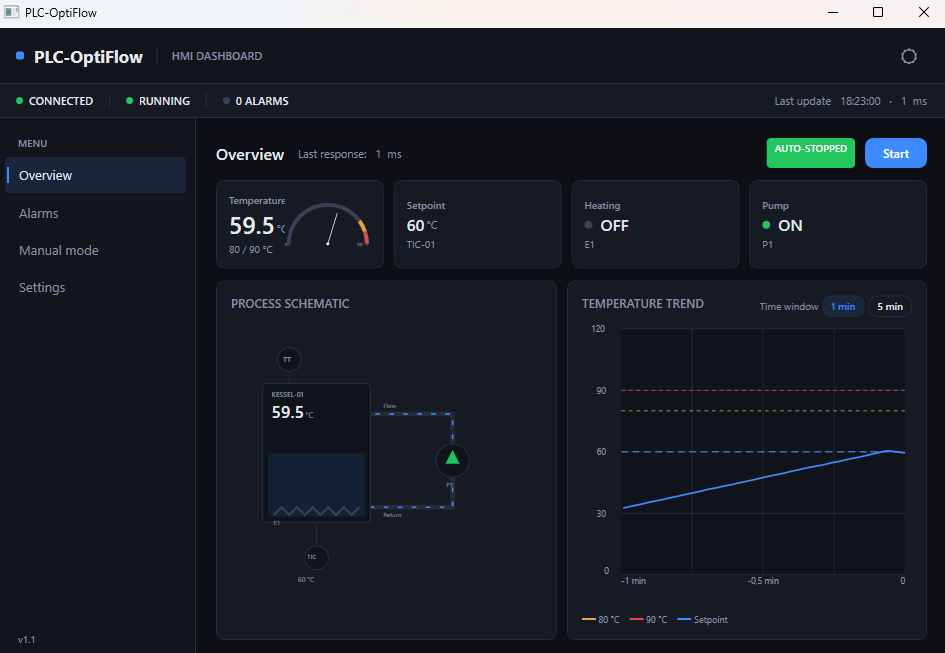 PLC-OptiFlow
PLC-OptiFlow HMI DASHBOARD
CONNECTED RUNNING 0 ALARMS Last update 18:23:00 · 1 ms
MENU
Overview
Alarms
Manual mode
Settings
v1.1
Overview Last response: 1 ms AUTO-STOPPED Start
Temperature
59.5 °C
80 / 90 °C
Setpoint
60 °C
TIC-01
Heating
OFF
E1
Pump
ON
P1
PROCESS SCHEMATIC
TT
KESSEL-01
59.5 °C
Flow
P1
Return
E1
TIC
60 °C
TEMPERATURE TREND Time window 1 min 5 min
120
90
60
30
0
-1 min -0,5 min 0
80 °C 90 °C Setpoint